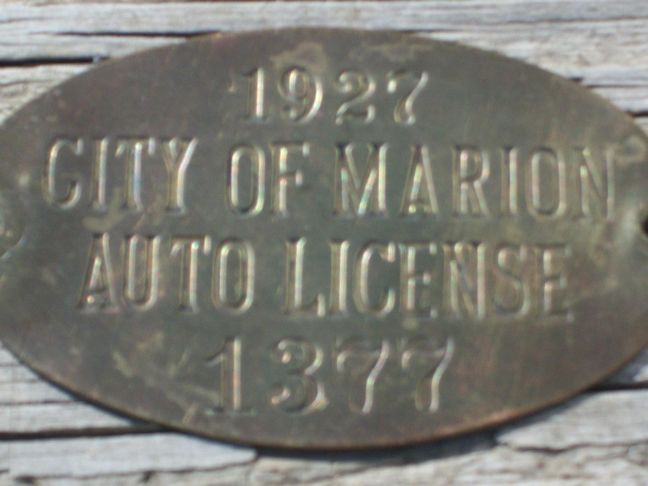 1927
CITY OF MARION
AUTO LICENSE
1377